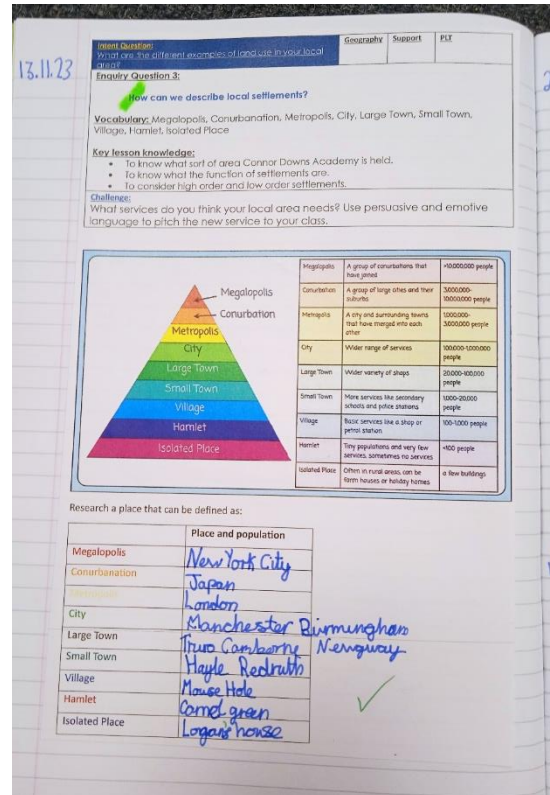 13.11.23
Intent Question:
What are the different examples of land use in your local area?
Geography
Support
PLT
Enquiry Question 3:
How can we describe local settlements?
Vocabulary: Megalopolis, Conurbanation, Metropolis, City, Large Town, Small Town,
Village, Hamlet, Isolated Place
Key lesson knowledge:
• To know what sort of area Connor Downs Academy is held.
• To know what the function of settlements are.
• To consider high order and low order settlements.
Challenge:
What services do you think your local area needs? Use persuasive and emotive
language to pitch the new service to your class.
Megalopolis
Conurbation
Metropolis
City
Large Town
Small Town
Village
Hamlet
Isolated Place
Megalopolis A group of conurbations that have joined +10,000,000 people
Conurbation A group of large cities and their suburbs 3,000,000-10,000,000 people
Metropolis A city and surrounding towns that have merged into each other 1,000,000-3,000,000 people
City Wider range of services 100,000-1,000,000 people
Large Town Wider variety of shops 20,000-100,000 people
Small Town More services like secondary schools and police stations 1,000-20,000 people
Village Basic services like a shop or petrol station 100-1,000 people
Hamlet Tiny populations and very few services, sometimes no services <100 people
Isolated Place Often in rural areas, can be farm houses or holiday homes a few buildings
Research a place that can be defined as:
Place and population
Megalopolis New York City
Conurbanation Japan
Metropolis London
City Manchester Birmingham
Large Town Truro Camborne Newquay
Small Town Hayle Redruth
Village Mouse Hole
Hamlet Carnel green
Isolated Place Logan's house